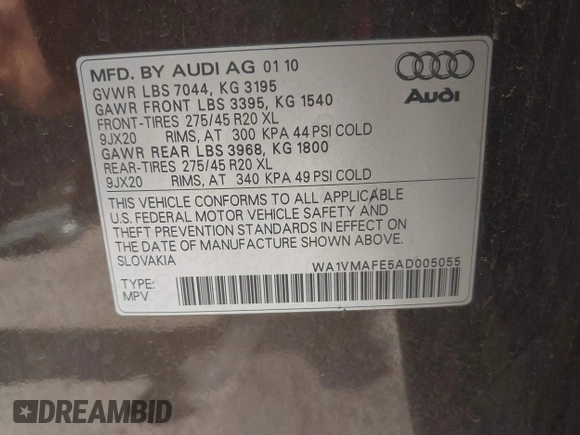 MFD. BY AUDI AG 01 10
GVWR LBS 7044, KG 3195
GAWR FRONT LBS 3395, KG 1540
FRONT-TIRES 275/45 R20 XL
9JX20 RIMS, AT 300 KPA 44 PSI COLD
GAWR REAR LBS 3968, KG 1800
REAR-TIRES 275/45 R20 XL
9JX20 RIMS, AT 340 KPA 49 PSI COLD
Audi
THIS VEHICLE CONFORMS TO ALL APPLICABLE
U.S. FEDERAL MOTOR VEHICLE SAFETY AND
THEFT PREVENTION STANDARDS IN EFFECT ON
THE DATE OF MANUFACTURE SHOWN ABOVE.
SLOVAKIA
WA1VMAFE5AD005055
TYPE:
MPV
DREAMBID